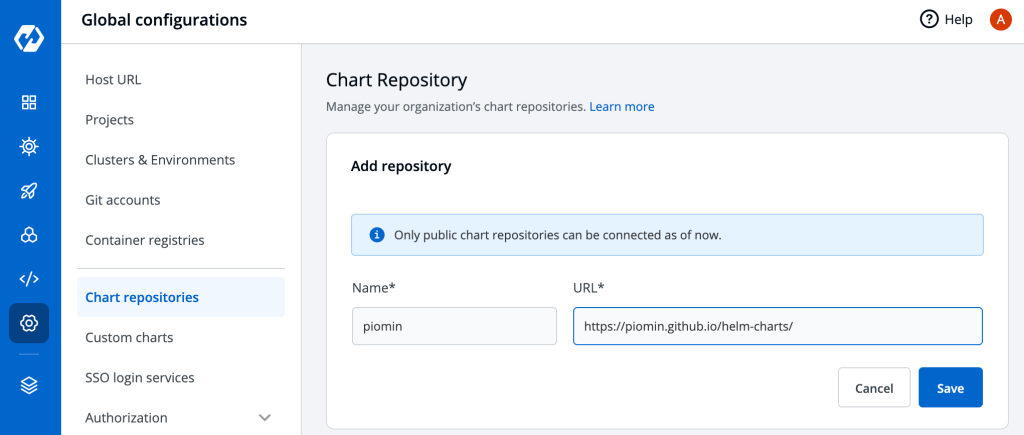 Global configurations
Help
A
Host URL
Projects
Clusters & Environments
Git accounts
Container registries
Chart repositories
Custom charts
SSO login services
Authorization
Chart Repository
Manage your organization's chart repositories. Learn more
Add repository
Only public chart repositories can be connected as of now.
Name*
URL*
piomin
https://piomin.github.io/helm-charts/
Cancel
Save